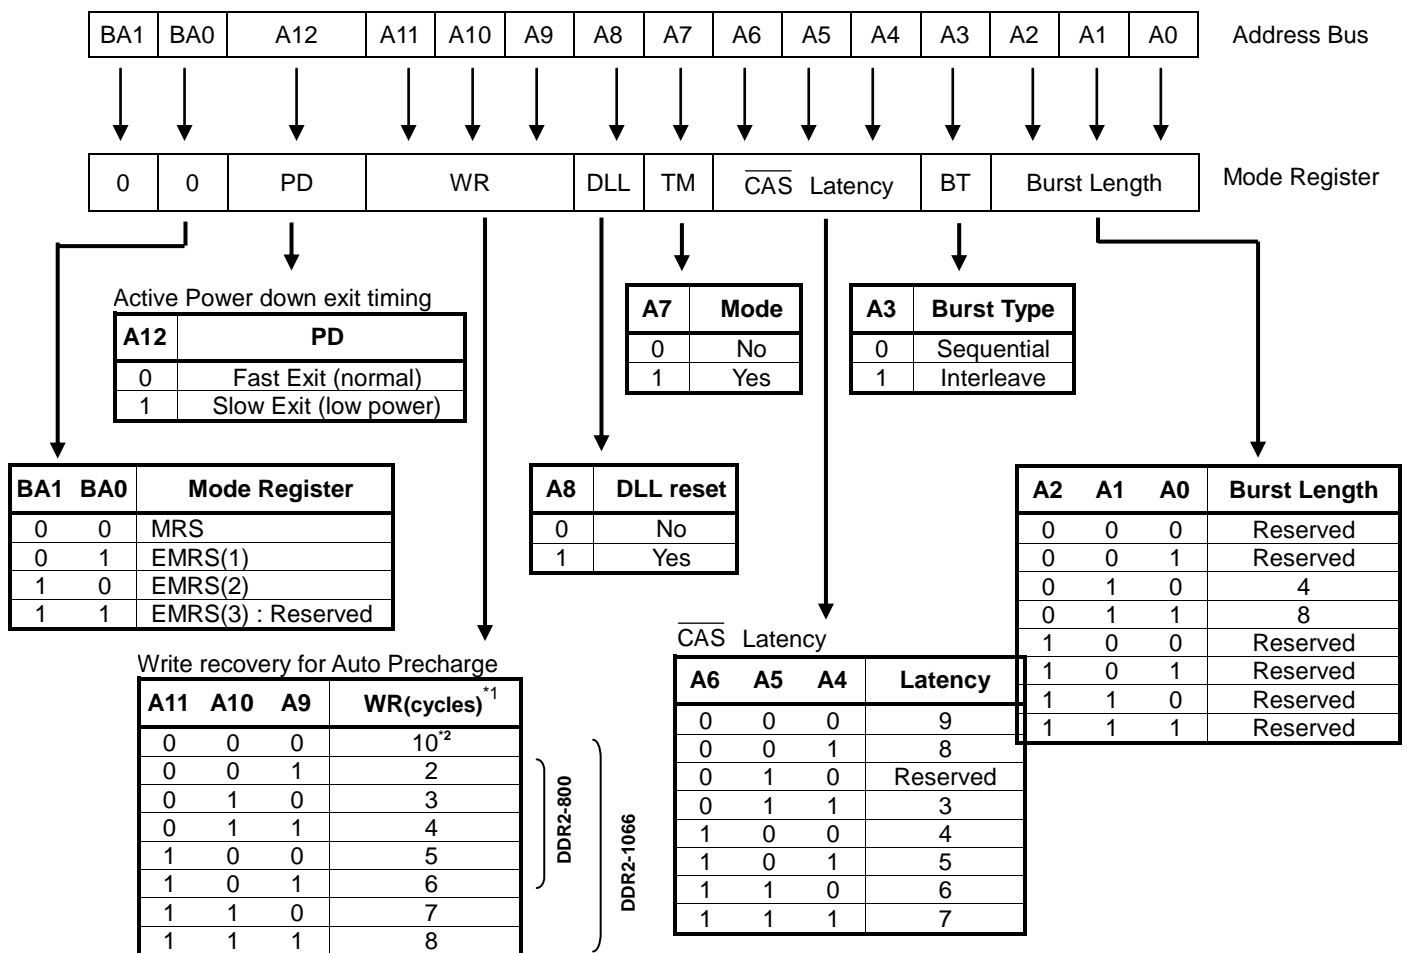 BA1 BA0 A12 A11 A10 A9 A8 A7 A6 A5 A4 A3 A2 A1 A0 Address Bus
0 0 PD WR DLL TM CAS Latency BT Burst Length Mode Register
Active Power down exit timing
A12 PD
0 Fast Exit (normal)
1 Slow Exit (low power)
A7 Mode
0 No
1 Yes
A3 Burst Type
0 Sequential
1 Interleave
BA1 BA0 Mode Register
0 0 MRS
0 1 EMRS(1)
1 0 EMRS(2)
1 1 EMRS(3) : Reserved
A8 DLL reset
0 No
1 Yes
A2 A1 A0 Burst Length
0 0 0 Reserved
0 0 1 Reserved
0 1 0 4
0 1 1 8
1 0 0 Reserved
1 0 1 Reserved
1 1 0 Reserved
1 1 1 Reserved
Write recovery for Auto Precharge
A11 A10 A9 WR(cycles)*1
0 0 0 10*2
0 0 1 2
0 1 0 3
0 1 1 4
1 0 0 5
1 0 1 6
1 1 0 7
1 1 1 8
DDR2-800
DDR2-1066
CAS Latency
A6 A5 A4 Latency
0 0 0 9
0 0 1 8
0 1 0 Reserved
0 1 1 3
1 0 0 4
1 0 1 5
1 1 0 6
1 1 1 7